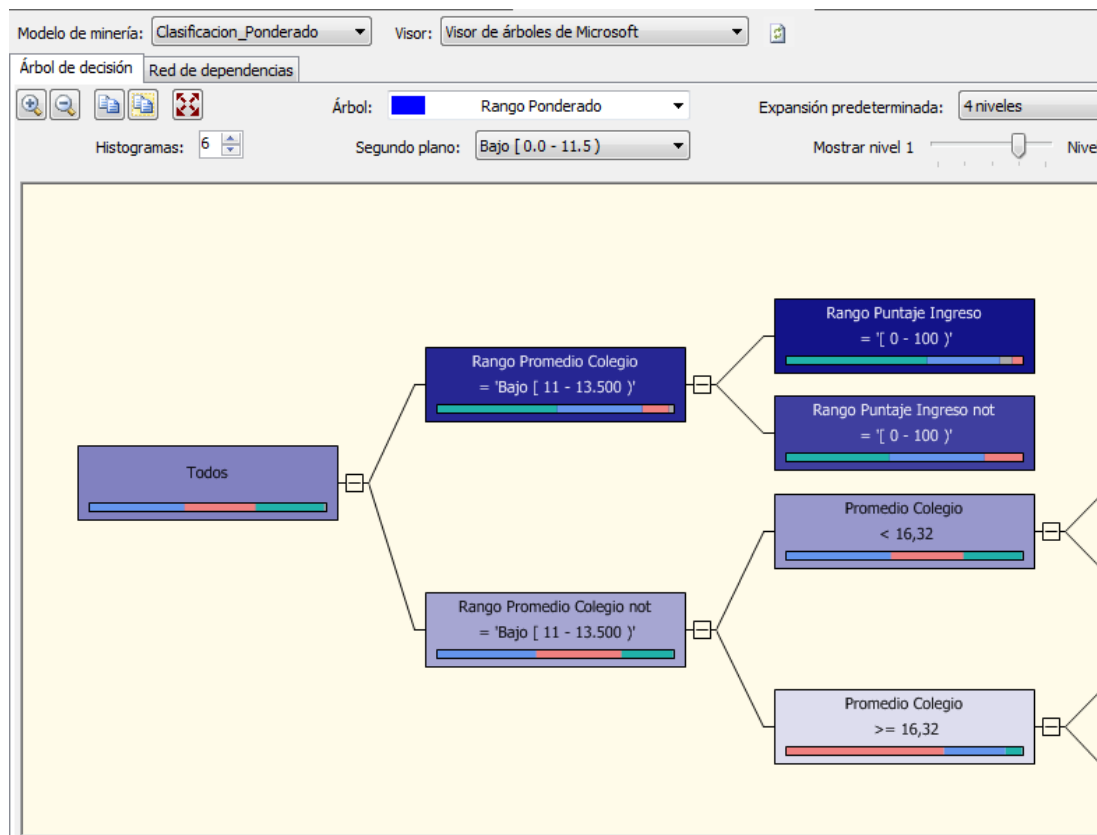 Modelo de minería: Clasificacion_Ponderado Visor: Visor de árboles de Microsoft
Árbol de decisión Red de dependencias
Árbol: Rango Ponderado Expansión predeterminada: 4 niveles
Histogramas: 6 Segundo plano: Bajo [ 0.0 - 11.5 ) Mostrar nivel 1 Nive
Rango Puntaje Ingreso
= '[ 0 - 100 )'
Rango Promedio Colegio
= 'Bajo [ 11 - 13.500 )'
Rango Puntaje Ingreso not
= '[ 0 - 100 )'
Todos
Promedio Colegio
< 16,32
Rango Promedio Colegio not
= 'Bajo [ 11 - 13.500 )'
Promedio Colegio
>= 16,32